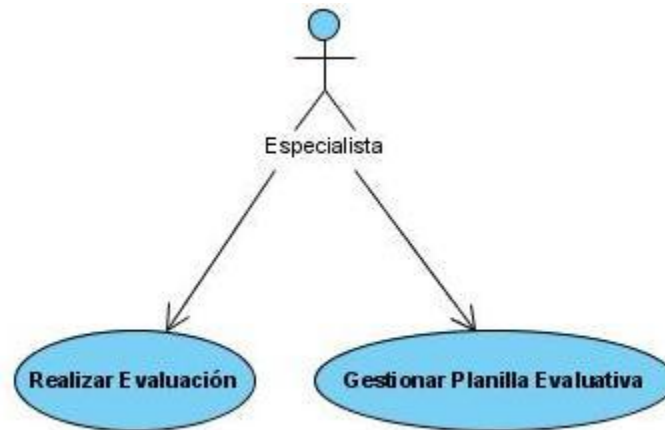 Especialista
Realizar Evaluación
Gestionar Planilla Evaluativa